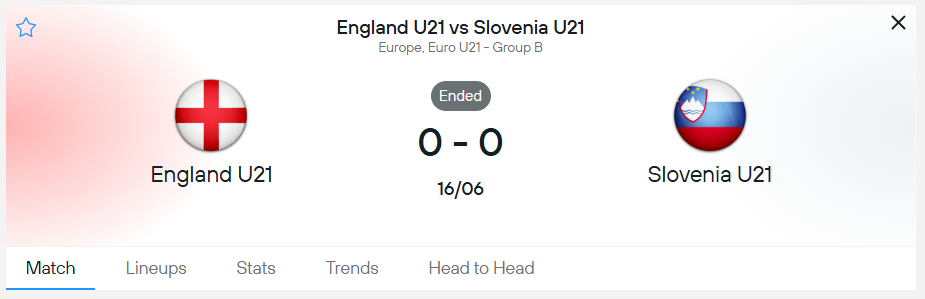 England U21 vs Slovenia U21
Europe, Euro U21 - Group B
Ended
0 - 0
16/06
England U21
Slovenia U21
Match Lineups Stats Trends Head to Head